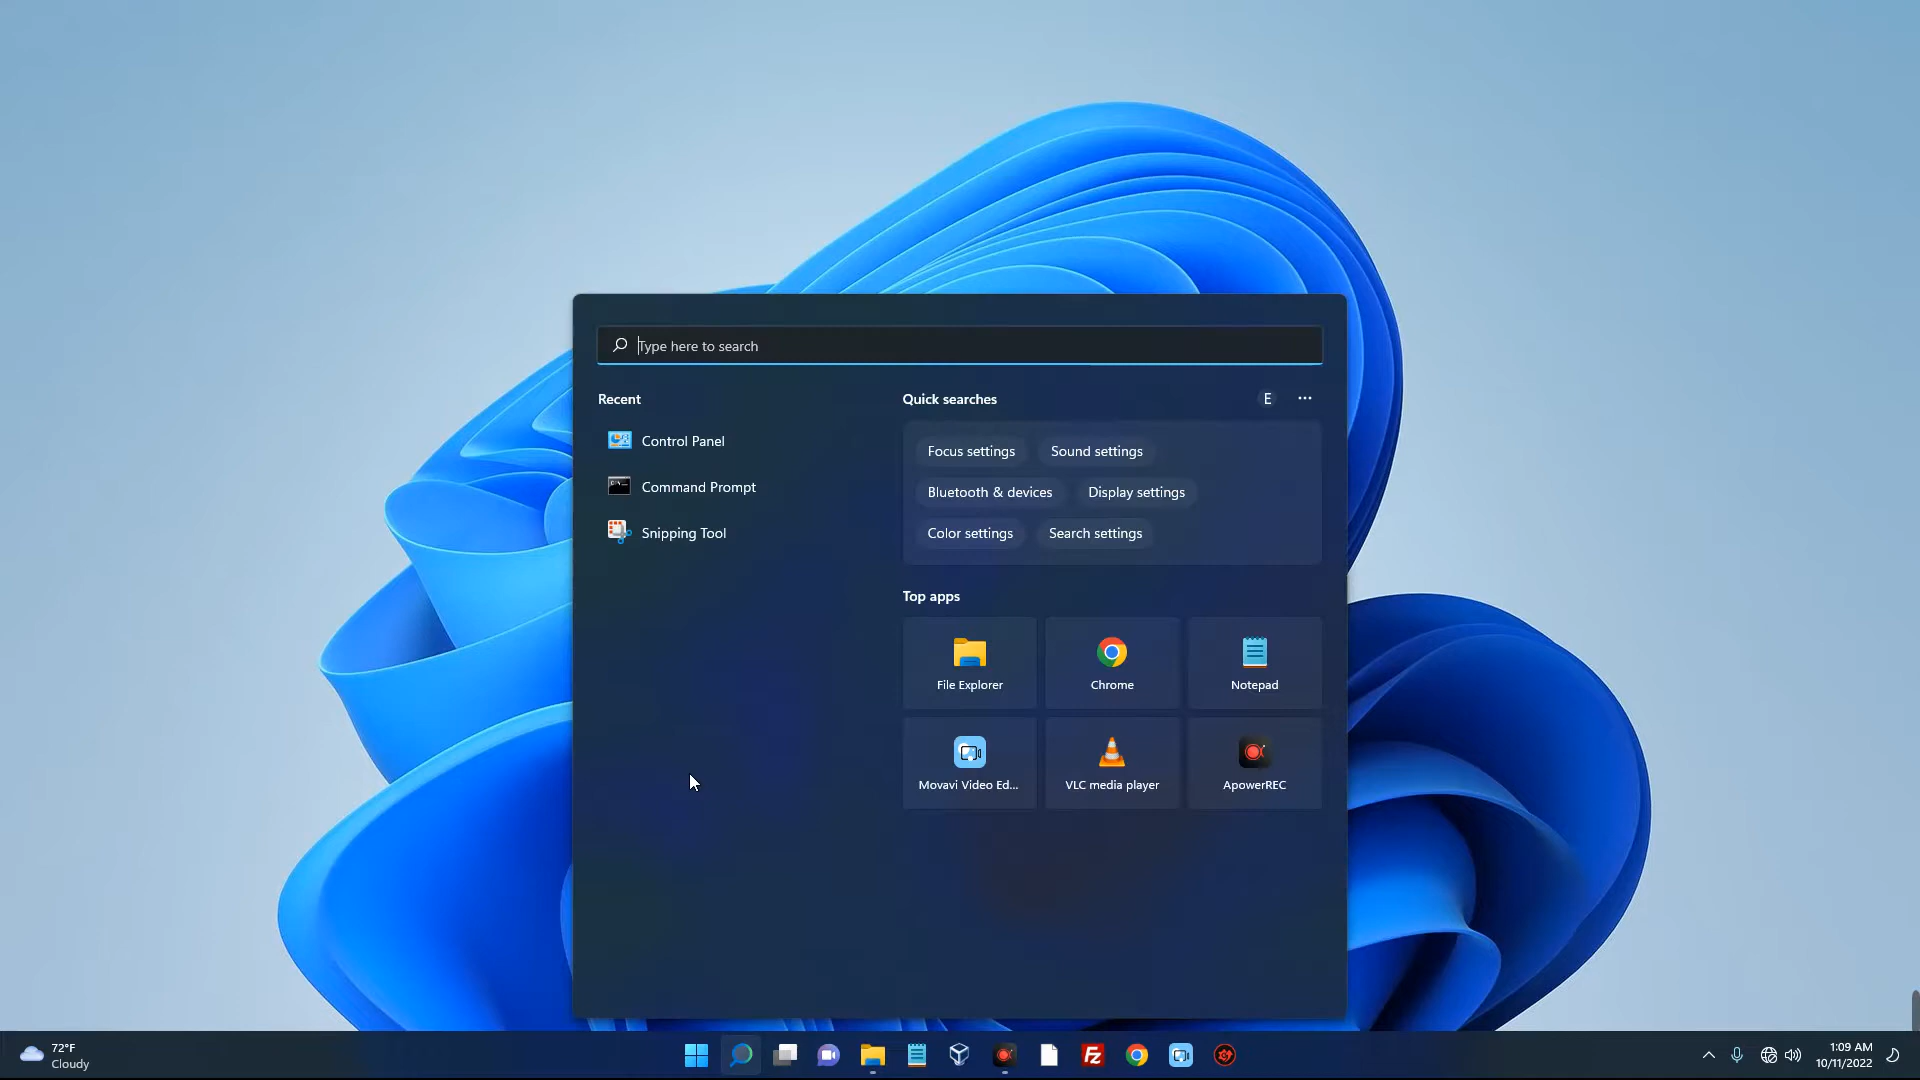 Type here to search
Recent
Quick searches
E
Control Panel
Focus settings
Sound settings
Command Prompt
Bluetooth & devices
Display settings
Snipping Tool
Color settings
Search settings
Top apps
File Explorer
Chrome
Notepad
Movavi Video Ed...
VLC media player
ApowerREC
72°F
Cloudy
Fz
1:09 AM
10/11/2022